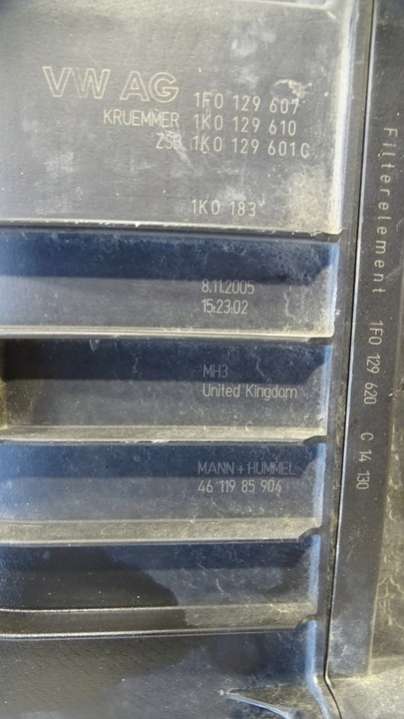 VW AG 1F0 129 607
KRUEMMER 1K0 129 610
ZSB 1K0 129 601 C
1K0 183
8.11.2005
15:23:02
MH3
United Kingdom
MANN + HUMMEL
46 119 85 904
Filterelement 1F0 129 620 C 14 130